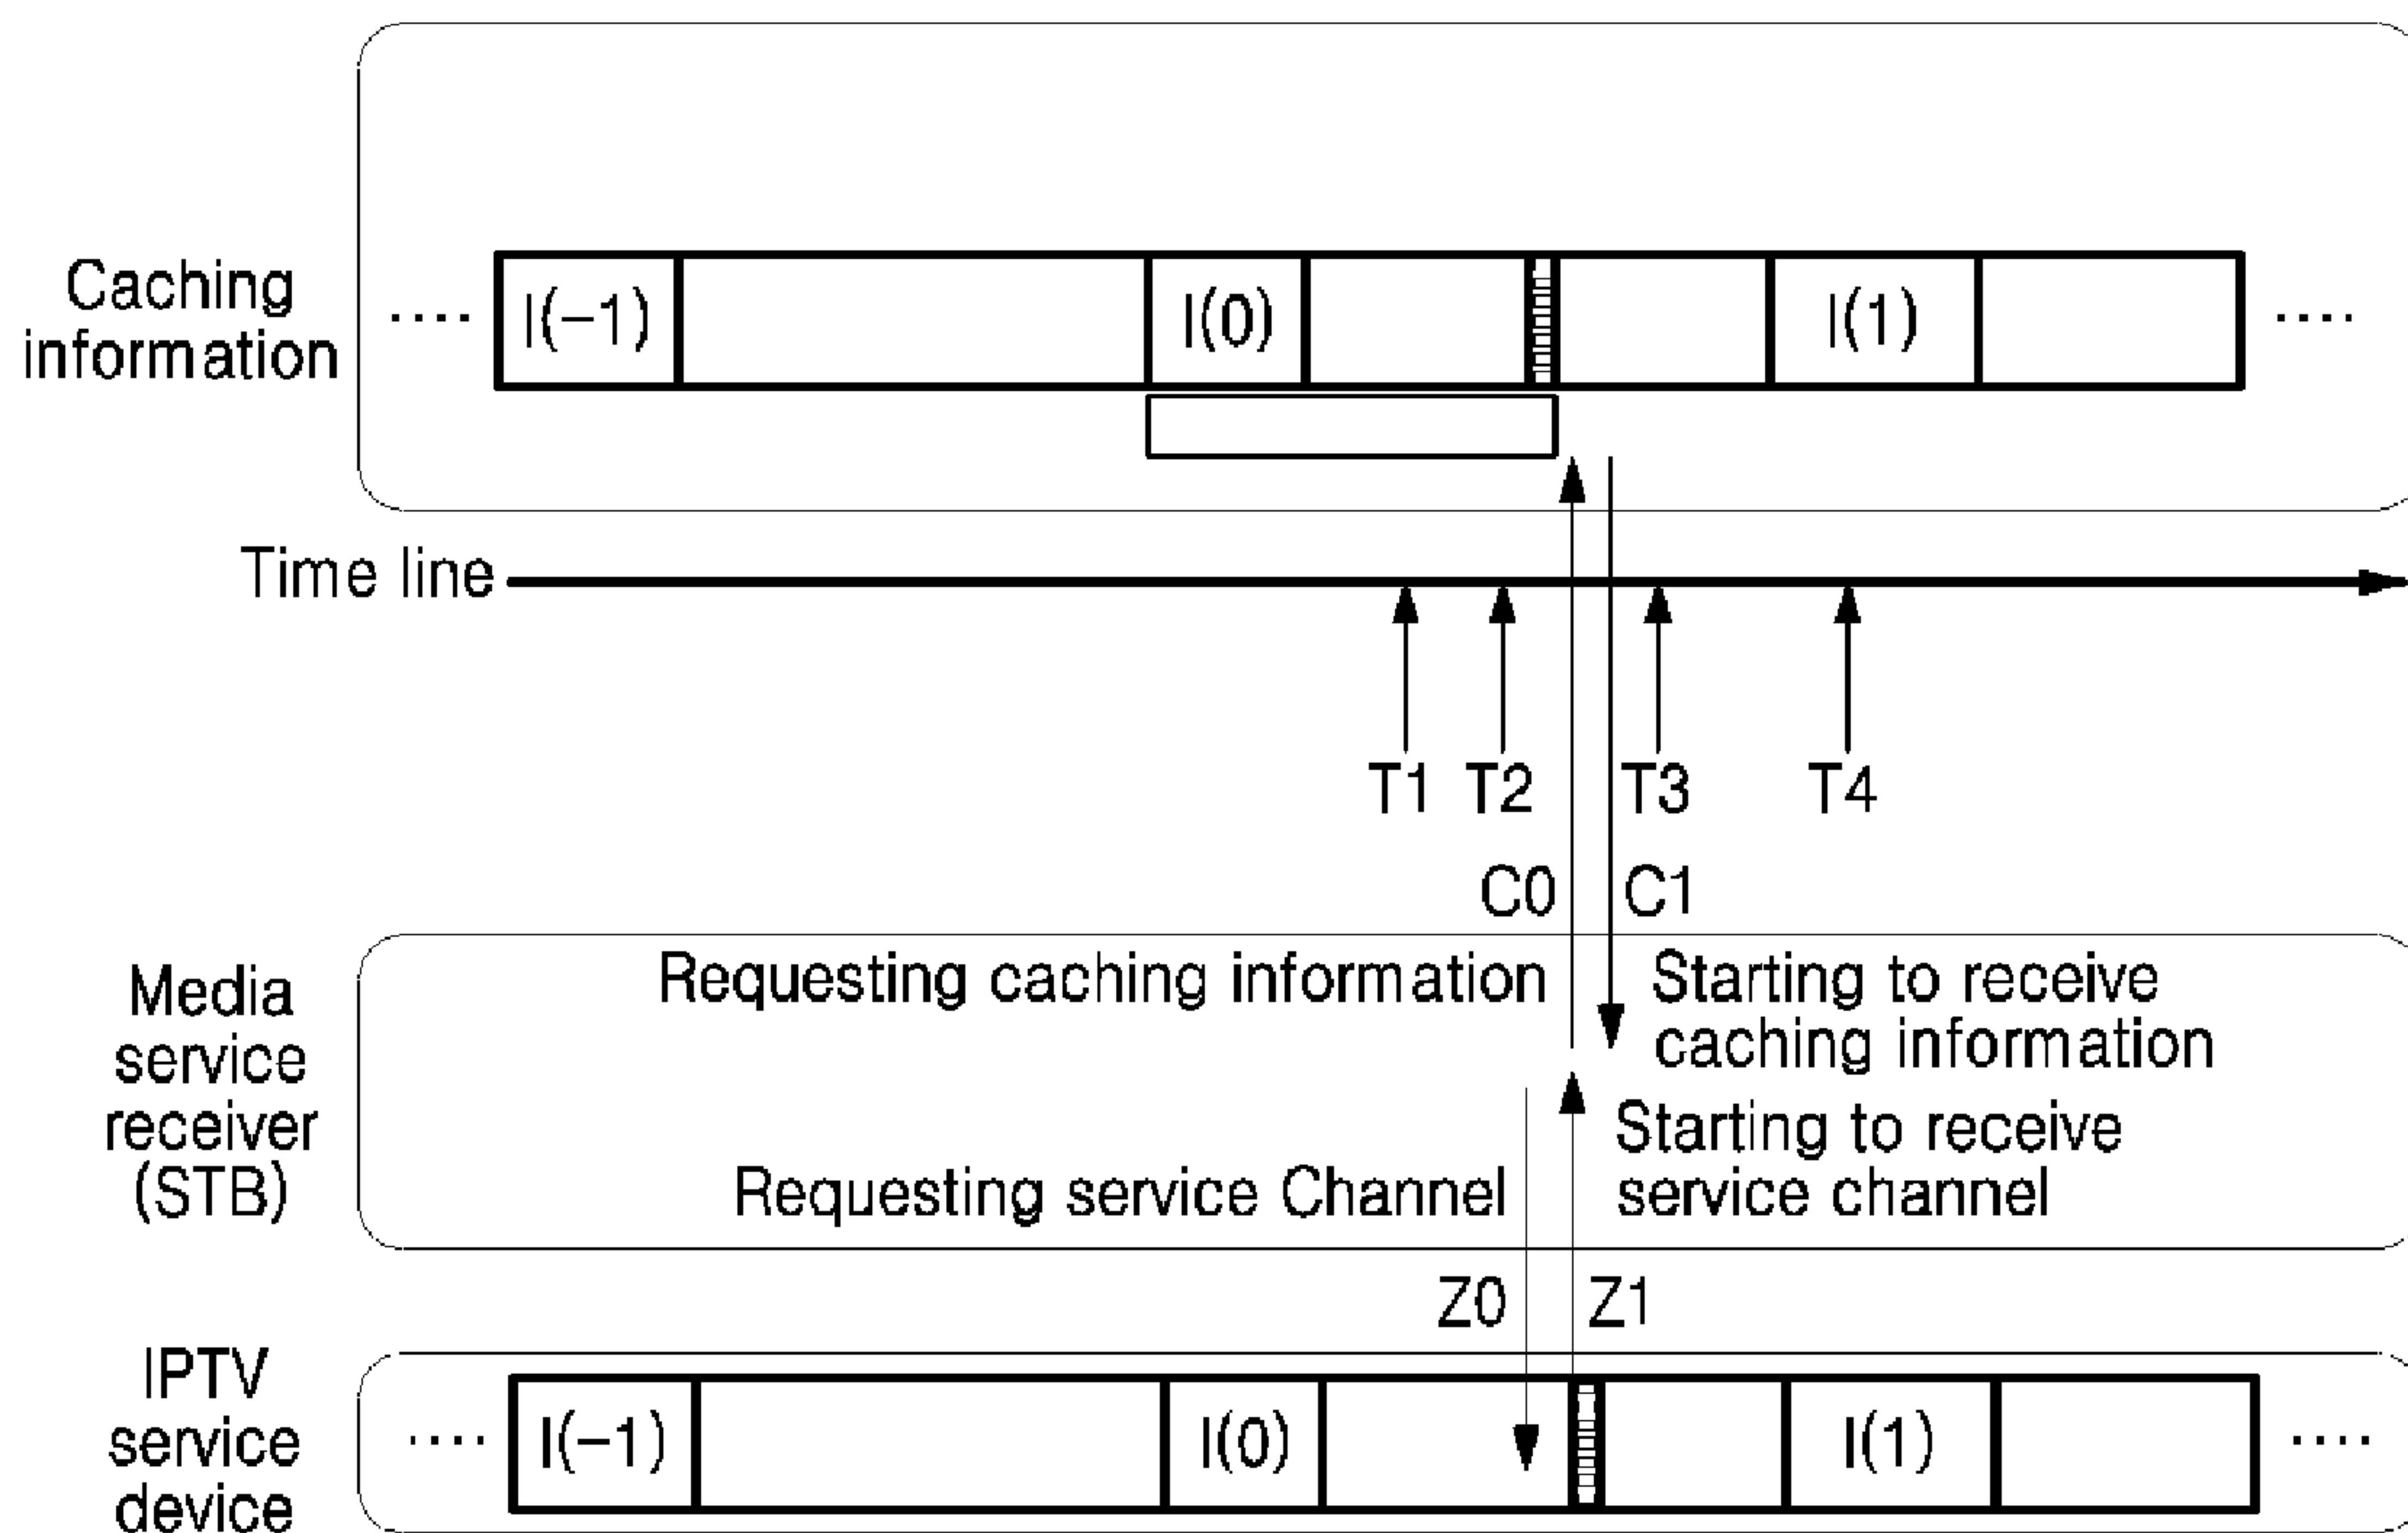 Caching
information
.... I(−1) I(0) I(1) ....
Time line
T1 T2 T3 T4
C0 C1
Media
service
receiver
(STB)
Requesting caching information
Starting to receive
caching information
Requesting service Channel
Starting to receive
service channel
Z0 Z1
IPTV
service
device
.... I(−1) I(0) I(1) ....